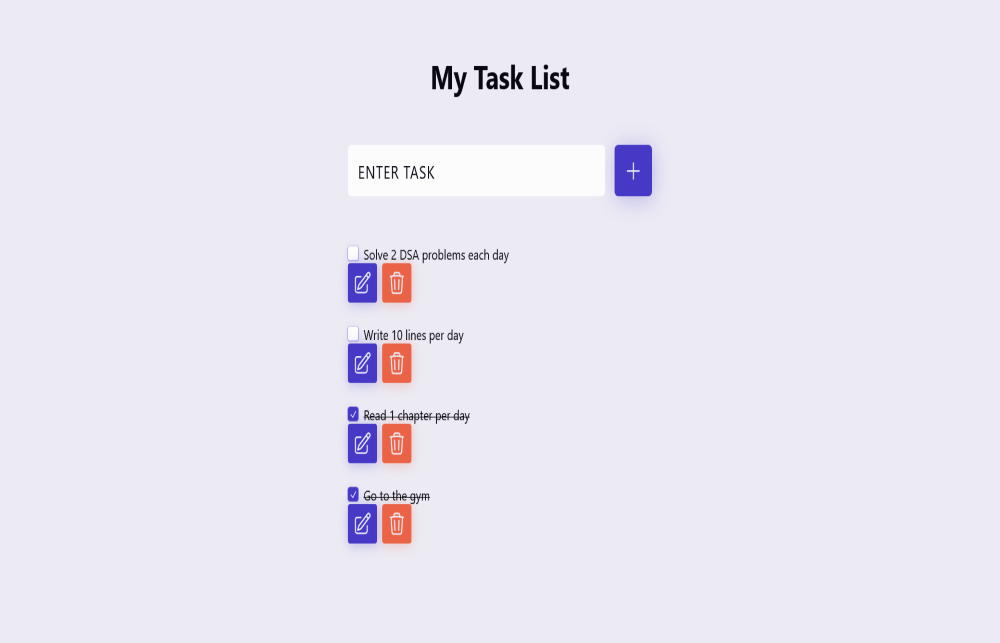 My Task List
ENTER TASK
Solve 2 DSA problems each day
Write 10 lines per day
Read 1 chapter per day
Go to the gym